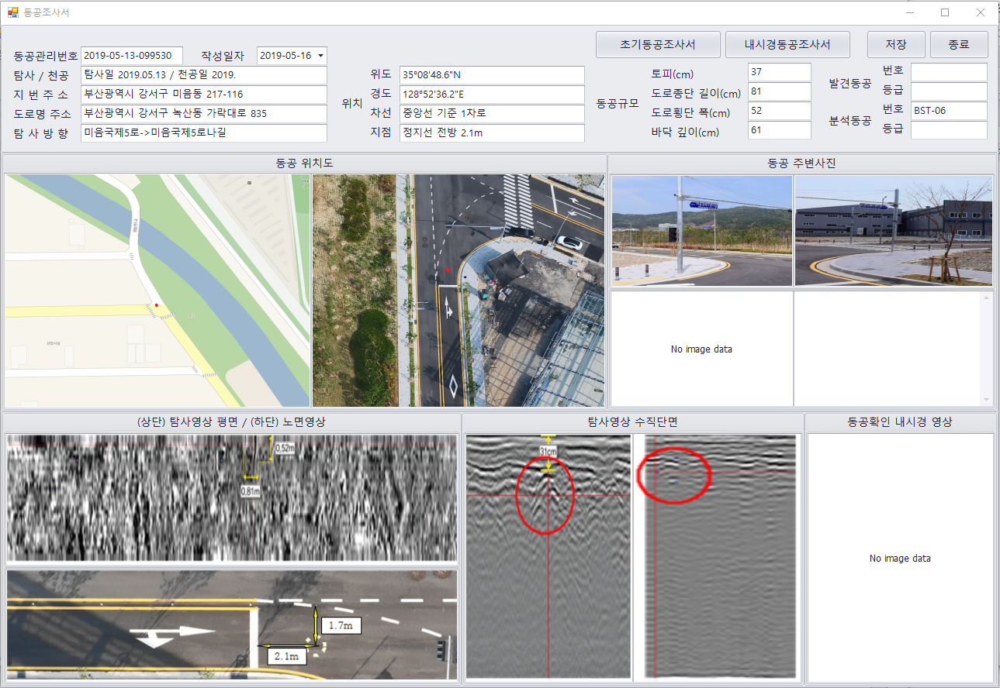 동공조사서
초기동공조사서 내시경동공조사서 저장 종료
동공관리번호 2019-05-13-099530 작성일자 2019-05-16
탐사 / 천공 탐사일 2019.05.13 / 천공일 2019.
지 번 주 소 부산광역시 강서구 미음동 217-116
도로명 주소 부산광역시 강서구 녹산동 가락대로 835
탐 사 방 향 미음국제5로->미음국제5로나길
위치
위도 35°08'48.6"N
경도 128°52'36.2"E
차선 중앙선 기준 1차로
지점 정지선 전방 2.1m
동공규모
토피(cm) 37
도로종단 길이(cm) 81
도로횡단 폭(cm) 52
바닥 깊이(cm) 61
발견동공
번호
등급
분석동공
번호 BST-06
등급
동공 위치도
동공 주변사진
No image data
(상단) 탐사영상 평면 / (하단) 노면영상
0.52m
0.81m
1.7m
2.1m
탐사영상 수직단면
31cm
동공확인 내시경 영상
No image data